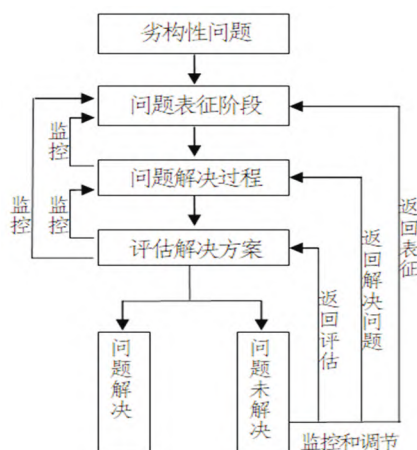 劣构性问题
问题表征阶段
监控
问题解决过程
监控
监控
评估解决方案
返回表征
返回解决问题
返回评估
问题解决
问题未解决
监控和调节